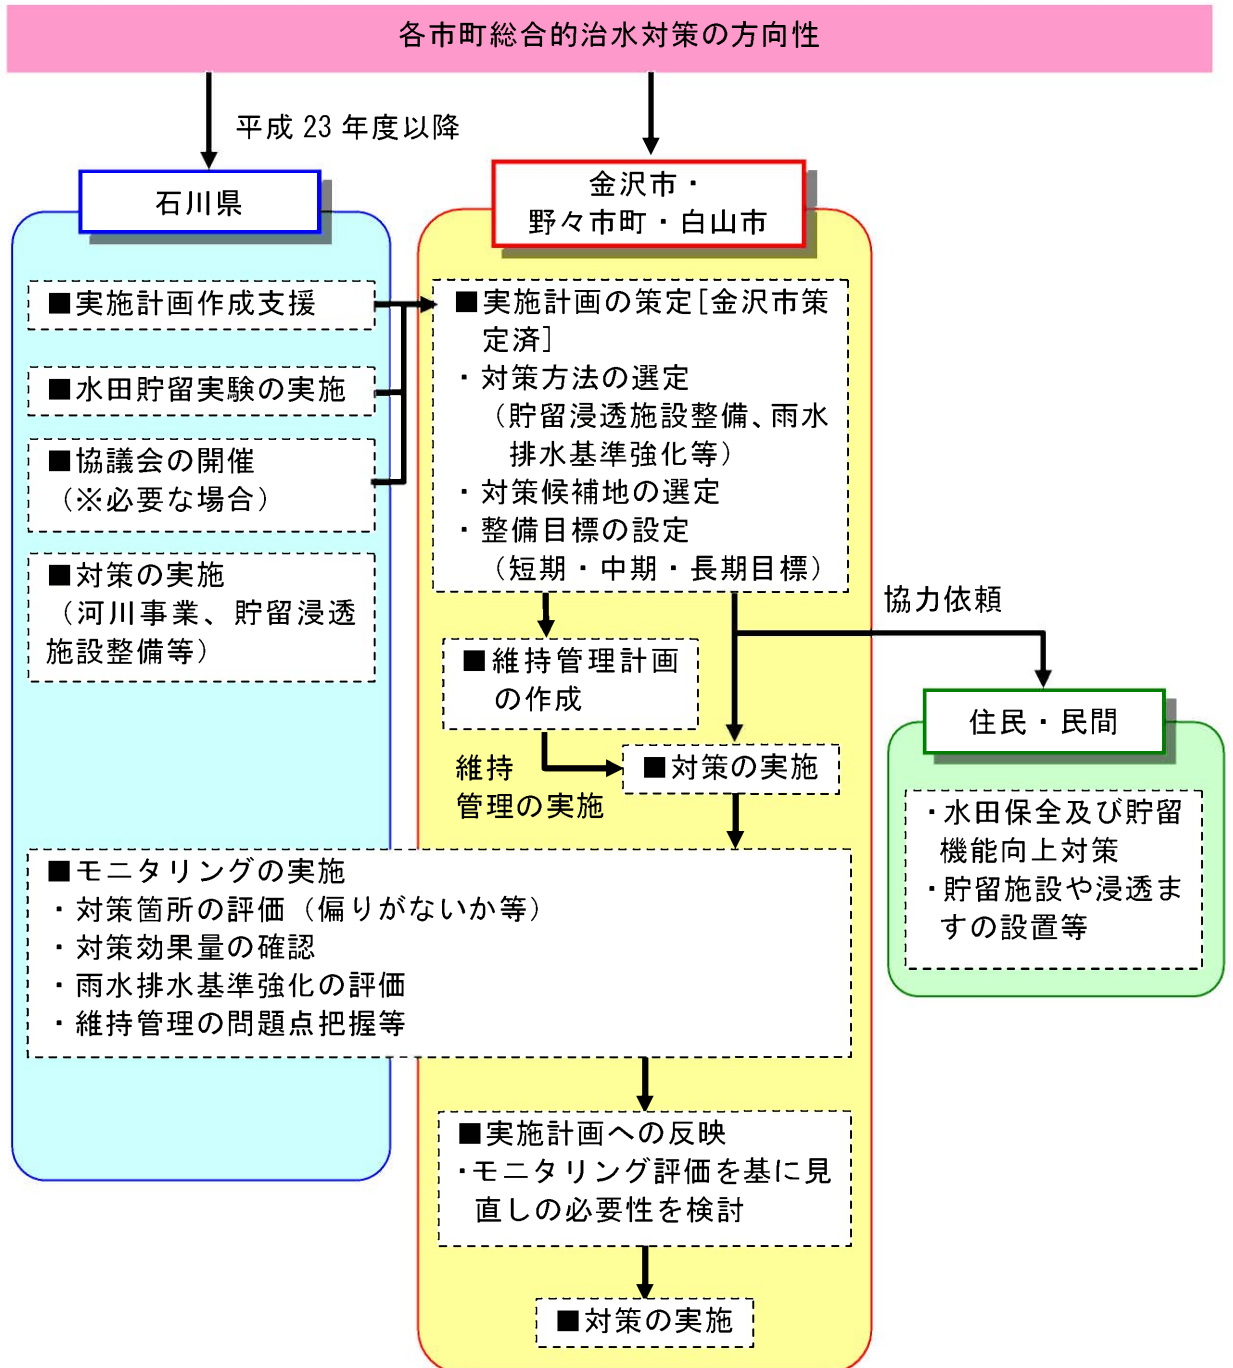 各市町総合的治水対策の方向性
平成 23 年度以降
石川県
■実施計画作成支援
■水田貯留実験の実施
■協議会の開催
（※必要な場合）
■対策の実施
（河川事業、貯留浸透
施設整備等）
金沢市・
野々市町・白山市
■実施計画の策定[金沢市策
定済]
・対策方法の選定
（貯留浸透施設整備、雨水
排水基準強化等）
・対策候補地の選定
・整備目標の設定
（短期・中期・長期目標）
協力依頼
■維持管理計画
の作成
維持
管理の実施
■対策の実施
住民・民間
・水田保全及び貯留
機能向上対策
・貯留施設や浸透ま
すの設置等
■モニタリングの実施
・対策箇所の評価（偏りがないか等）
・対策効果量の確認
・雨水排水基準強化の評価
・維持管理の問題点把握等
■実施計画への反映
・モニタリング評価を基に見
直しの必要性を検討
■対策の実施